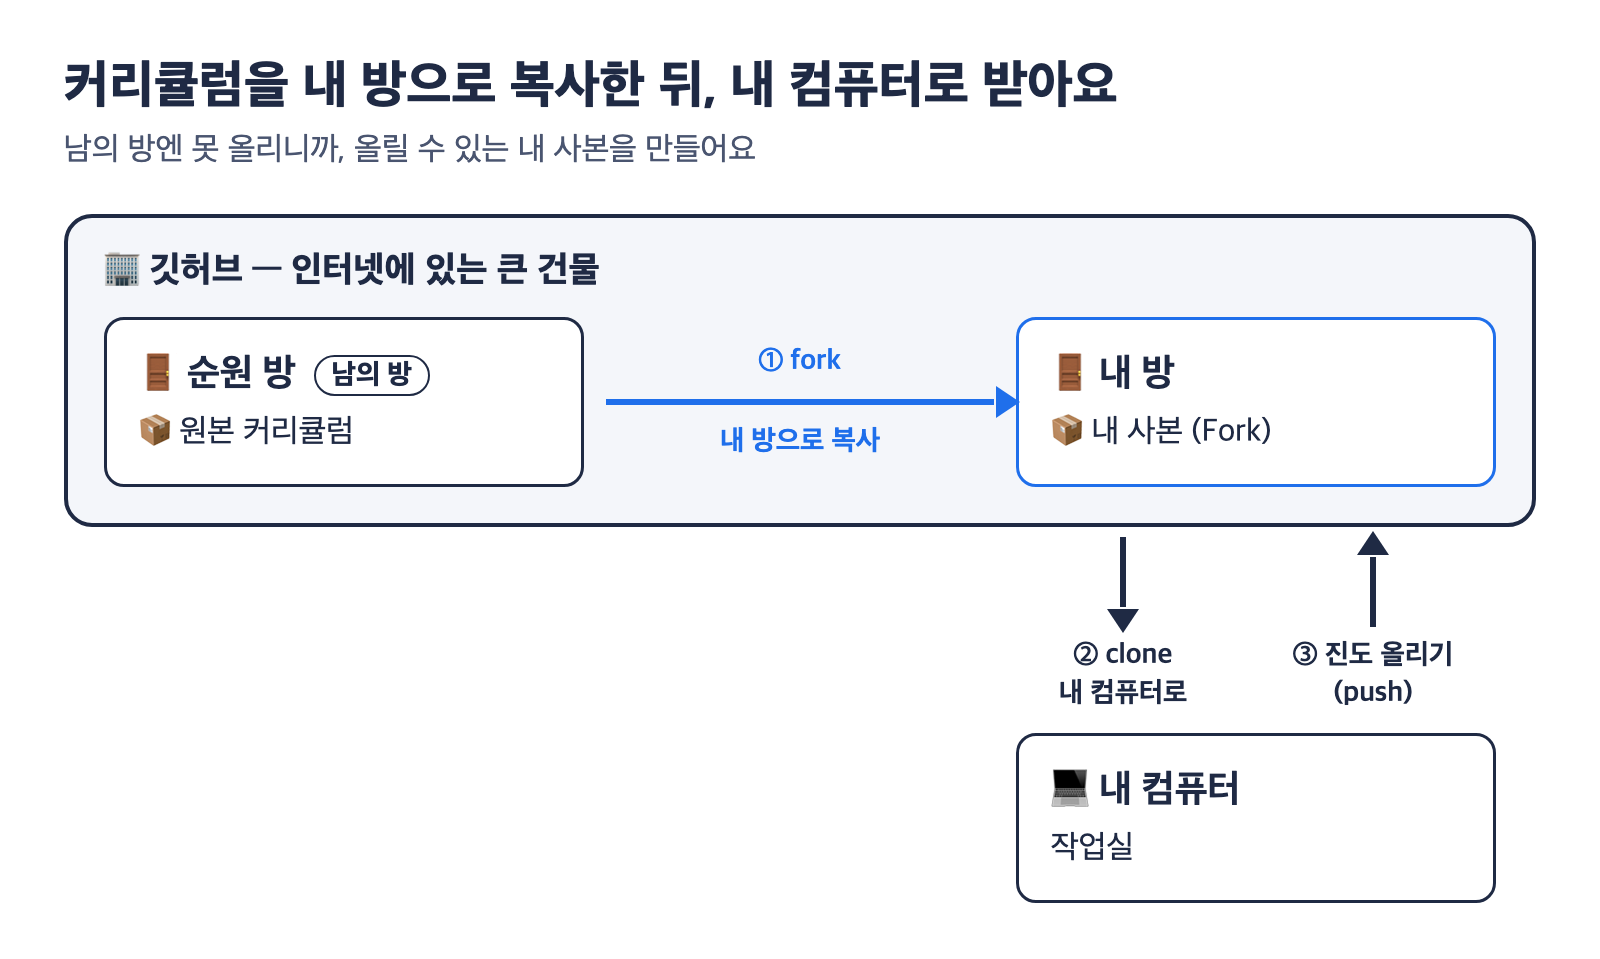 커리큘럼을 내 방으로 복사한 뒤, 내 컴퓨터로 받아요
남의 방엔 못 올리니까, 올릴 수 있는 내 사본을 만들어요
깃허브 — 인터넷에 있는 큰 건물
순원 방 남의 방
원본 커리큘럼
① fork
내 방으로 복사
내 방
내 사본 (Fork)
② clone
내 컴퓨터로
③ 진도 올리기
(push)
내 컴퓨터
작업실